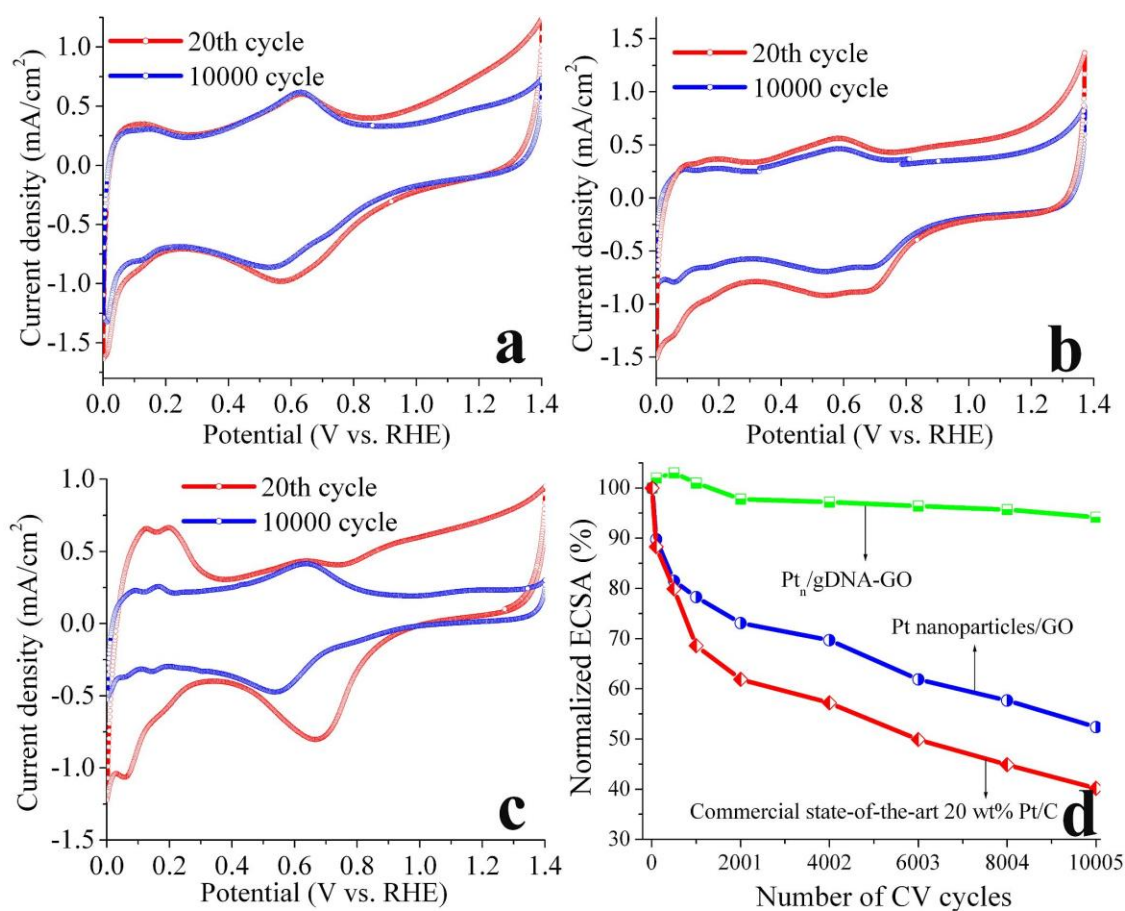 20th cycle
10000 cycle
Current density (mA/cm²)
1.0
0.5
0.0
-0.5
-1.0
-1.5
0.0 0.2 0.4 0.6 0.8 1.0 1.2 1.4
Potential (V vs. RHE)
a
20th cycle
10000 cycle
Current density (mA/cm²)
1.5
1.0
0.5
0.0
-0.5
-1.0
-1.5
0.0 0.2 0.4 0.6 0.8 1.0 1.2 1.4
Potential (V vs. RHE)
b
20th cycle
10000 cycle
Current density (mA/cm²)
1.0
0.5
0.0
-0.5
-1.0
-1.5
0.0 0.2 0.4 0.6 0.8 1.0 1.2 1.4
Potential (V vs. RHE)
c
Normalized ECSA (%)
100
90
80
70
60
50
40
30
Ptₙ/gDNA-GO
Pt nanoparticles/GO
Commercial state-of-the-art 20 wt% Pt/C
0 2001 4002 6003 8004 10005
Number of CV cycles
d